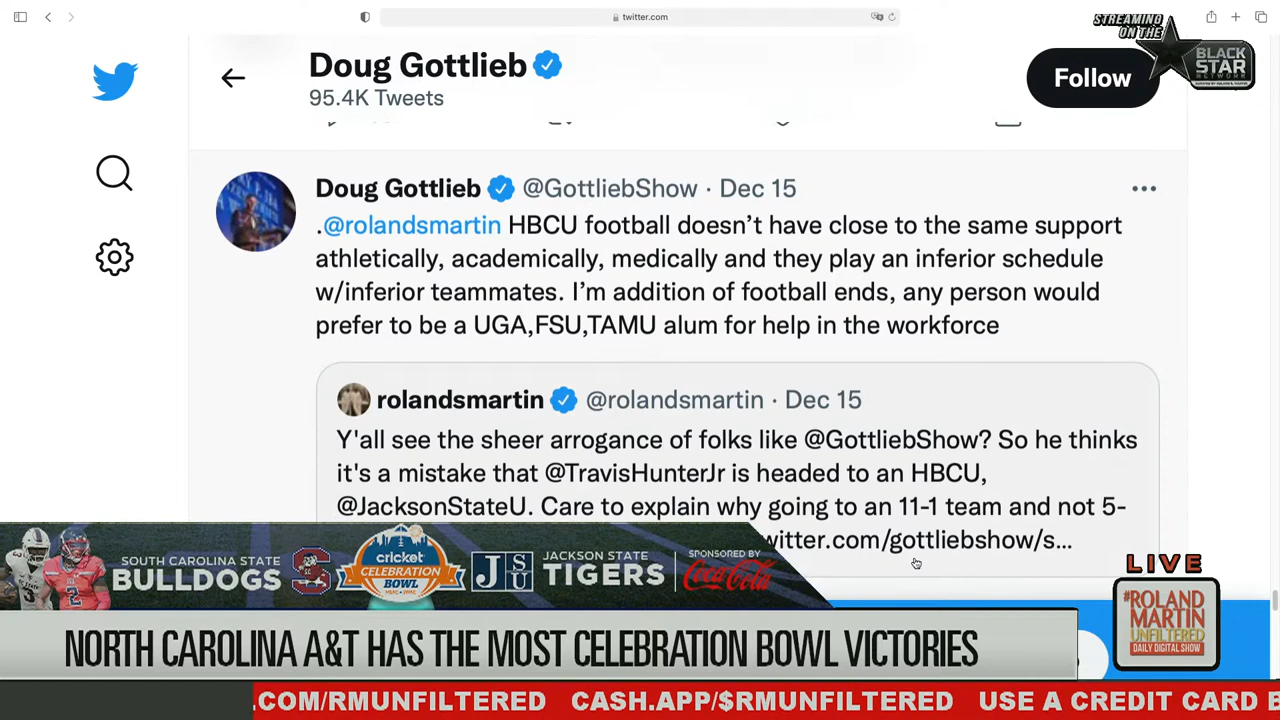 twitter.com
STREAMING
ON THE
BLACK
STAR
NETWORK
Doug Gottlieb
95.4K Tweets
Follow
Doug Gottlieb @GottliebShow · Dec 15
.@rolandsmartin HBCU football doesn’t have close to the same support
athletically, academically, medically and they play an inferior schedule
w/inferior teammates. I’m addition of football ends, any person would
prefer to be a UGA,FSU,TAMU alum for help in the workforce
rolandsmartin @rolandsmartin · Dec 15
Y'all see the sheer arrogance of folks like @GottliebShow? So he thinks
it's a mistake that @TravisHunterJr is headed to an HBCU,
@JacksonStateU. Care to explain why going to an 11-1 team and not 5-
witter.com/gottliebshow/s...
SOUTH CAROLINA STATE
BULLDOGS
cricket
CELEBRATION
BOWL
JSU
JACKSON STATE
TIGERS
SPONSORED BY
Coca-Cola
LIVE
#ROLAND
MARTIN
UNFILTERED
DAILY DIGITAL SHOW
NORTH CAROLINA A&T HAS THE MOST CELEBRATION BOWL VICTORIES
.COM/RMUNFILTERED CASH.APP/$RMUNFILTERED USE A CREDIT CARD